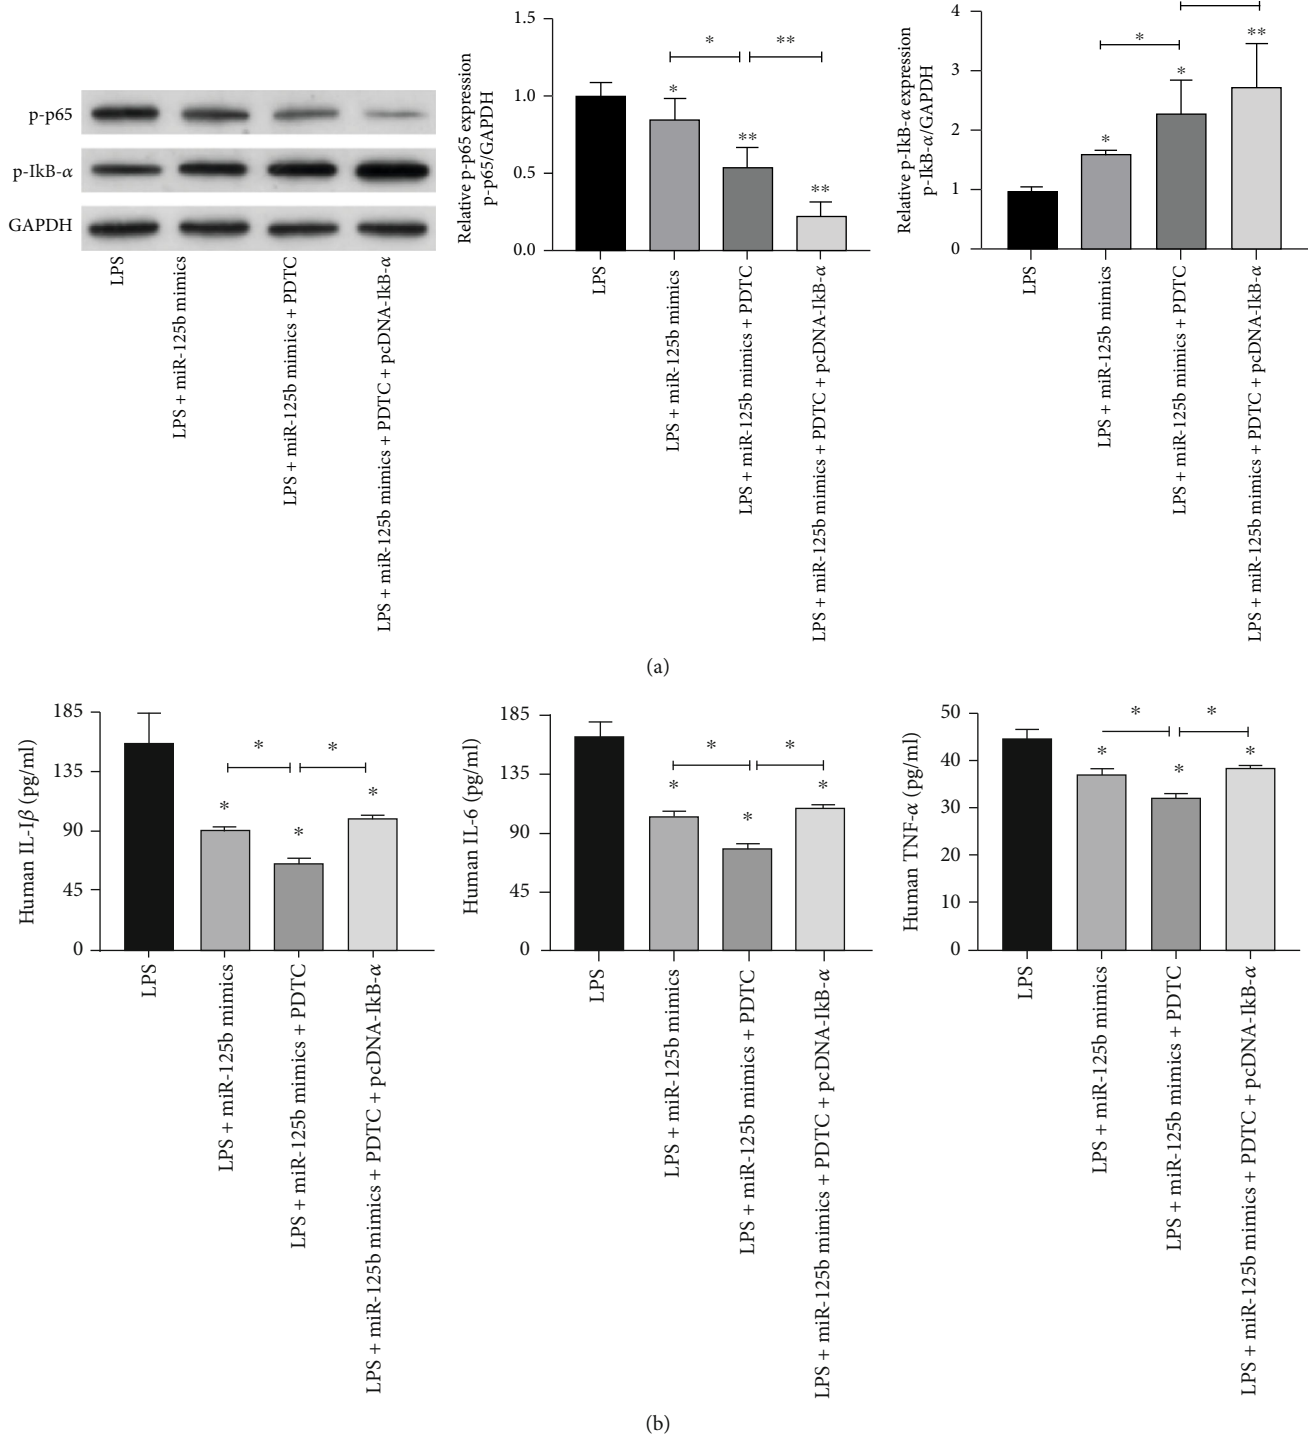 p-p65
p-IkB-α
GAPDH
LPS
LPS + miR-125b mimics
LPS + miR-125b mimics + PDTC
LPS + miR-125b mimics + PDTC + pcDNA-IkB-α
Relative p-p65 expression
p-p65/GAPDH
1.5
1.0
0.5
0.0
*
**
*
**
**
LPS
LPS + miR-125b mimics
LPS + miR-125b mimics + PDTC
LPS + miR-125b mimics + PDTC + pcDNA-IkB-α
Relative p-IkB-α expression
p-IkB-α/GAPDH
4
3
2
1
0
*
**
*
*
LPS
LPS + miR-125b mimics
LPS + miR-125b mimics + PDTC
LPS + miR-125b mimics + PDTC + pcDNA-IkB-α
(a)
Human IL-Iβ (pg/ml)
185
135
90
45
0
*
*
*
*
*
LPS
LPS + miR-125b mimics
LPS + miR-125b mimics + PDTC
LPS + miR-125b mimics + PDTC + pcDNA-IkB-α
Human IL-6 (pg/ml)
185
135
90
45
0
*
*
*
*
*
LPS
LPS + miR-125b mimics
LPS + miR-125b mimics + PDTC
LPS + miR-125b mimics + PDTC + pcDNA-IkB-α
Human TNF-α (pg/ml)
50
40
30
20
10
0
*
*
*
*
*
LPS
LPS + miR-125b mimics
LPS + miR-125b mimics + PDTC
LPS + miR-125b mimics + PDTC + pcDNA-IkB-α
(b)